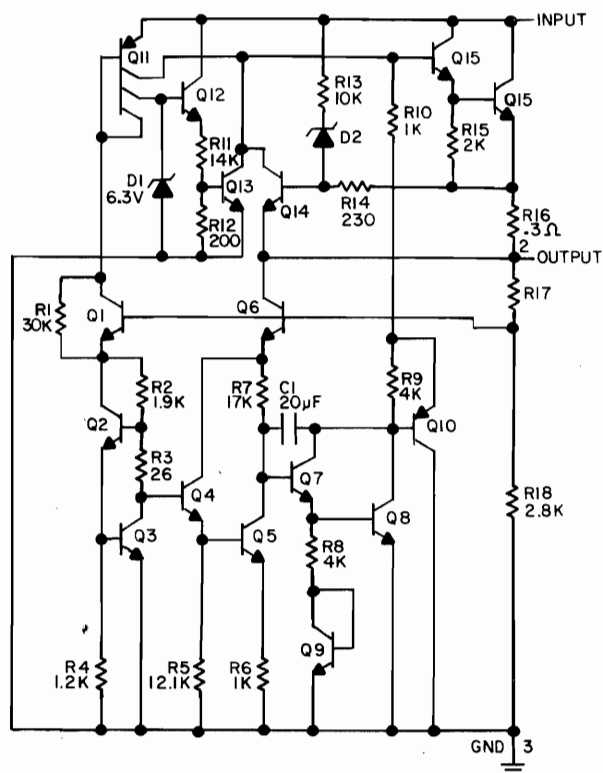 INPUT
Q11
Q15
Q12
R13
10K
Q15
R10
1K
D2
R15
2K
R11
14K
D1
6.3V
Q13
R14
230
Q14
R12
200
R16
.3Ω
2
OUTPUT
R1
30K
Q1
Q6
R17
R2
1.9K
R7
17K
C1
20µF
R9
4K
Q2
Q10
R3
26
Q7
Q4
Q8
R18
2.8K
Q3
Q5
R8
4K
Q9
R4
1.2K
R5
12.1K
R6
1K
GND 3